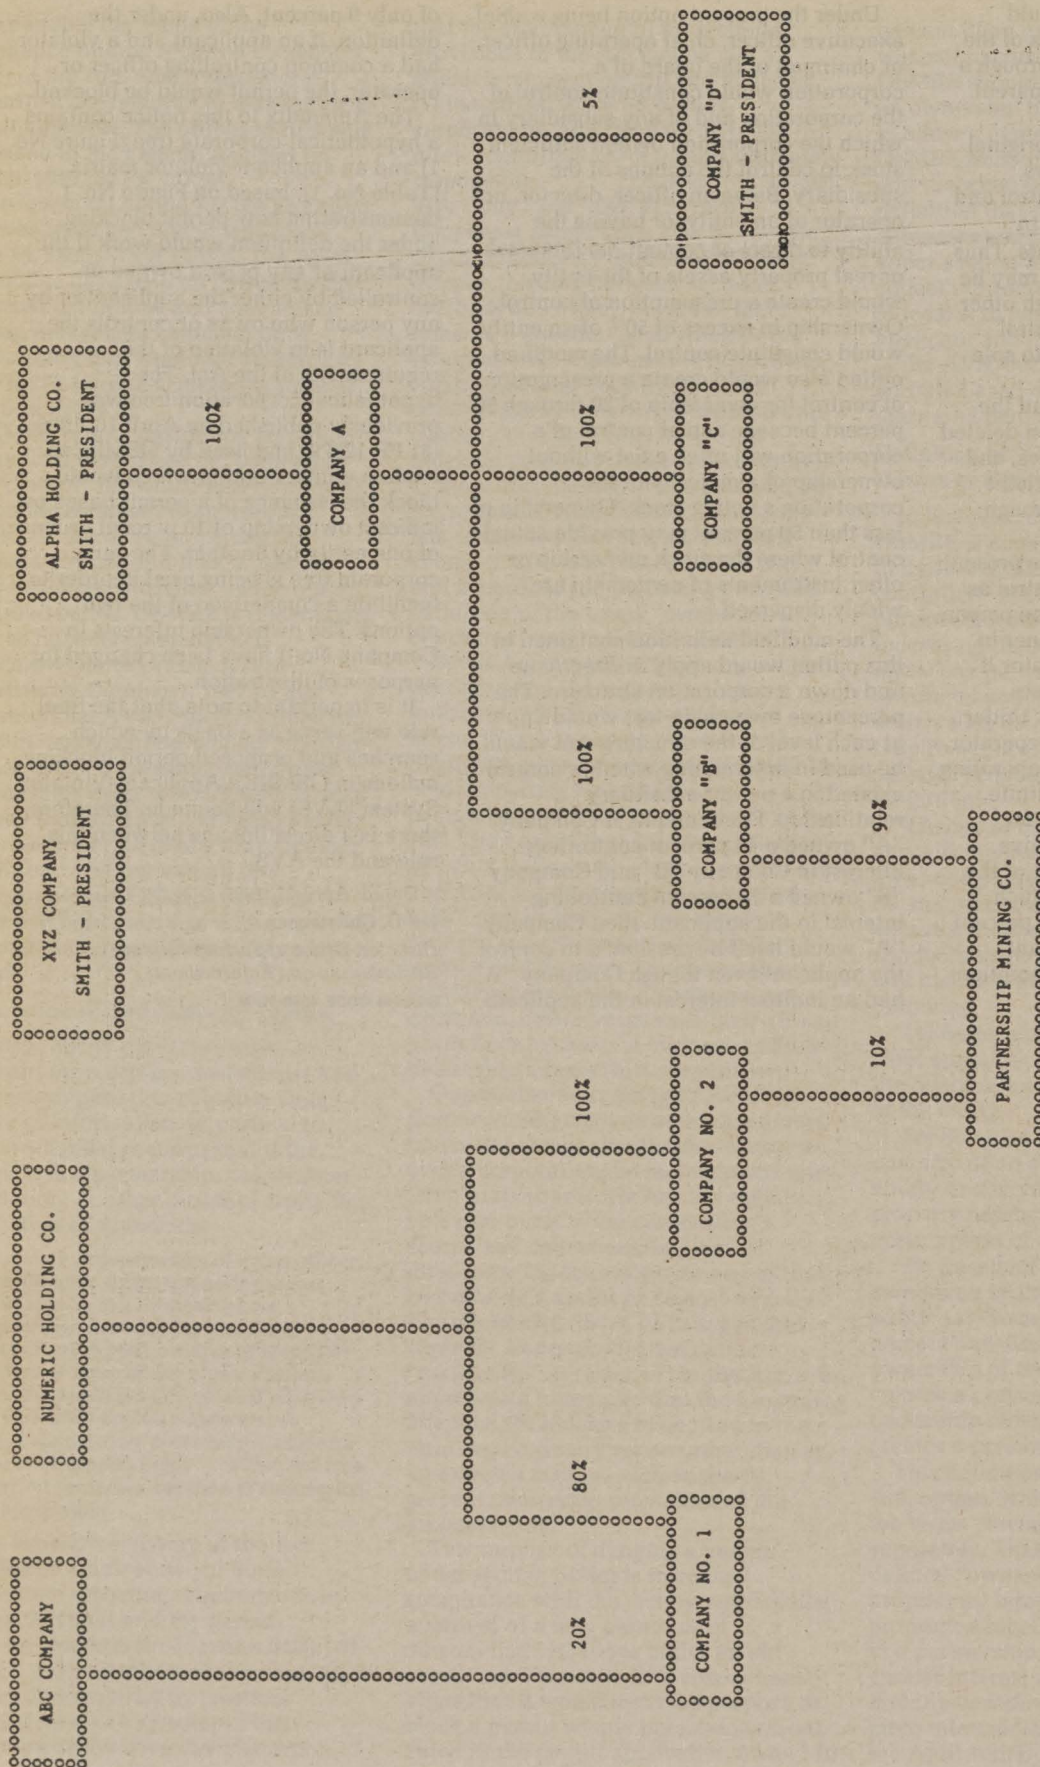 ABC COMPANY
NUMERIC HOLDING CO.
XYZ COMPANY
SMITH - PRESIDENT
ALPHA HOLDING CO.
SMITH - PRESIDENT
100%
COMPANY A
20%
80%
100%
100%
100%
5%
COMPANY NO. 1
COMPANY NO. 2
COMPANY "B"
COMPANY "C"
COMPANY "D"
SMITH - PRESIDENT
10%
90%
PARTNERSHIP MINING CO.